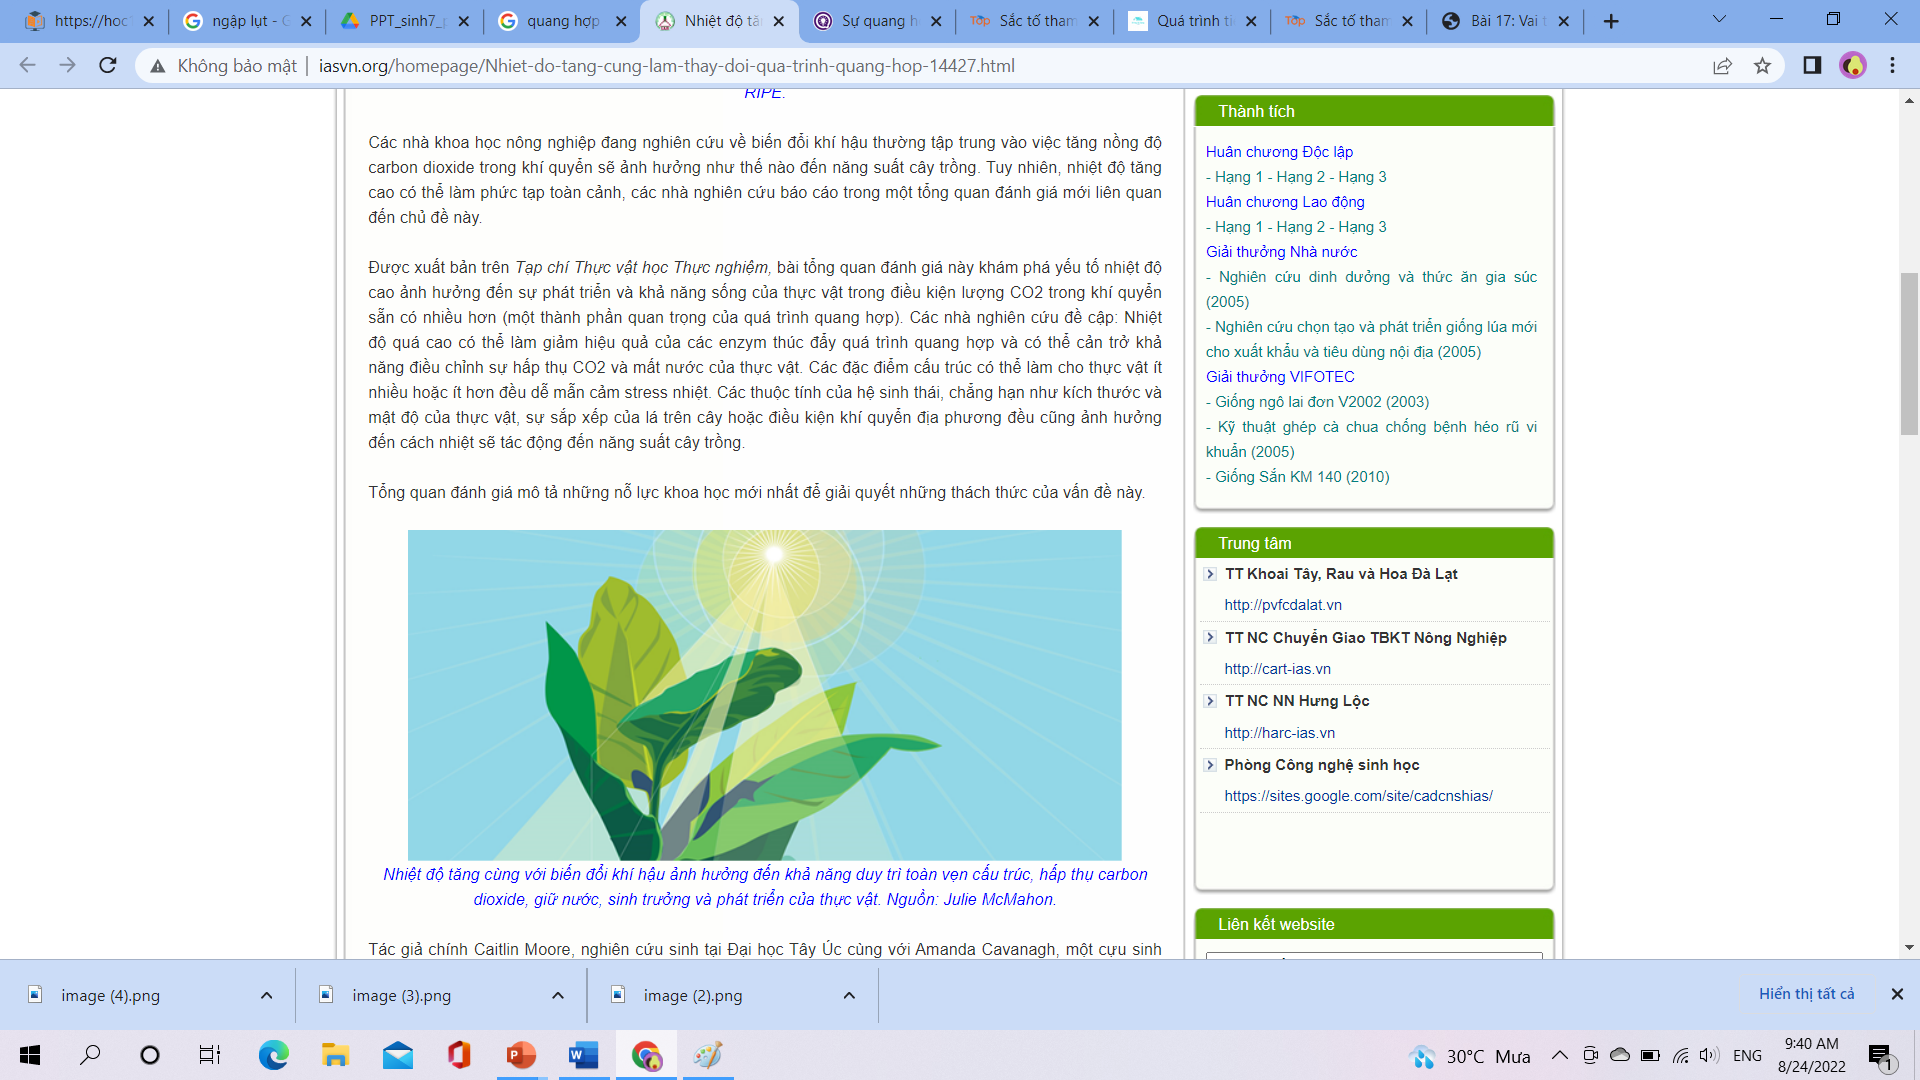 https://hoc1
ngập lụt - G
PPT_sinh7_p
quang hợp
Nhiệt độ tă
Sự quang h
Sắc tố tham
Quá trình ti
Sắc tố tham
Bài 17: Vai t
Không bảo mật
iasvn.org/homepage/Nhiet-do-tang-cung-lam-thay-doi-qua-trinh-quang-hop-14427.html
RIPE.
Các nhà khoa học nông nghiệp đang nghiên cứu về biến đổi khí hậu thường tập trung vào việc tăng nồng độ
carbon dioxide trong khí quyển sẽ ảnh hưởng như thế nào đến năng suất cây trồng. Tuy nhiên, nhiệt độ tăng
cao có thể làm phức tạp toàn cảnh, các nhà nghiên cứu báo cáo trong một tổng quan đánh giá mới liên quan
đến chủ đề này.
Được xuất bản trên Tạp chí Thực vật học Thực nghiệm, bài tổng quan đánh giá này khám phá yếu tố nhiệt độ
cao ảnh hưởng đến sự phát triển và khả năng sống của thực vật trong điều kiện lượng CO2 trong khí quyển
sẵn có nhiều hơn (một thành phần quan trọng của quá trình quang hợp). Các nhà nghiên cứu đề cập: Nhiệt
độ quá cao có thể làm giảm hiệu quả của các enzym thúc đẩy quá trình quang hợp và có thể cản trở khả
năng điều chỉnh sự hấp thụ CO2 và mất nước của thực vật. Các đặc điểm cấu trúc có thể làm cho thực vật ít
nhiều hoặc ít hơn đều dễ mẫn cảm stress nhiệt. Các thuộc tính của hệ sinh thái, chẳng hạn như kích thước và
mật độ của thực vật, sự sắp xếp của lá trên cây hoặc điều kiện khí quyển địa phương đều cũng ảnh hưởng
đến cách nhiệt sẽ tác động đến năng suất cây trồng.
Tổng quan đánh giá mô tả những nỗ lực khoa học mới nhất để giải quyết những thách thức của vấn đề này.
Nhiệt độ tăng cùng với biến đổi khí hậu ảnh hưởng đến khả năng duy trì toàn vẹn cấu trúc, hấp thụ carbon
dioxide, giữ nước, sinh trưởng và phát triển của thực vật. Nguồn: Julie McMahon.
Tác giả chính Caitlin Moore, nghiên cứu sinh tại Đại học Tây Úc cùng với Amanda Cavanagh, một cựu sinh
Thành tích
Huân chương Độc lập
- Hạng 1 - Hạng 2 - Hạng 3
Huân chương Lao động
- Hạng 1 - Hạng 2 - Hạng 3
Giải thưởng Nhà nước
- Nghiên cứu dinh dưởng và thức ăn gia súc
(2005)
- Nghiên cứu chọn tạo và phát triển giống lúa mới
cho xuất khẩu và tiêu dùng nội địa (2005)
Giải thưởng VIFOTEC
- Giống ngô lai đơn V2002 (2003)
- Kỹ thuật ghép cà chua chống bệnh héo rũ vi
khuẩn (2005)
- Giống Sắn KM 140 (2010)
Trung tâm
TT Khoai Tây, Rau và Hoa Đà Lạt
http://pvfcdalat.vn
TT NC Chuyển Giao TBKT Nông Nghiệp
http://cart-ias.vn
TT NC NN Hưng Lộc
http://harc-ias.vn
Phòng Công nghệ sinh học
https://sites.google.com/site/cadcnshias/
Liên kết website
image (4).png
image (3).png
image (2).png
Hiển thị tất cả
30°C Mưa
ENG
9:40 AM
8/24/2022
1